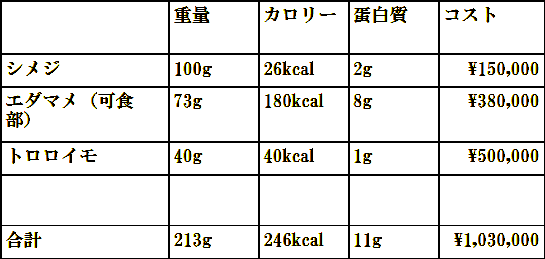 重量 カロリー 蛋白質 コスト
シメジ 100g 26kcal 2g ¥150,000
エダマメ（可食 73g 180kcal 8g ¥380,000
部）
トロロイモ 40g 40kcal 1g ¥500,000
合計 213g 246kcal 11g ¥1,030,000